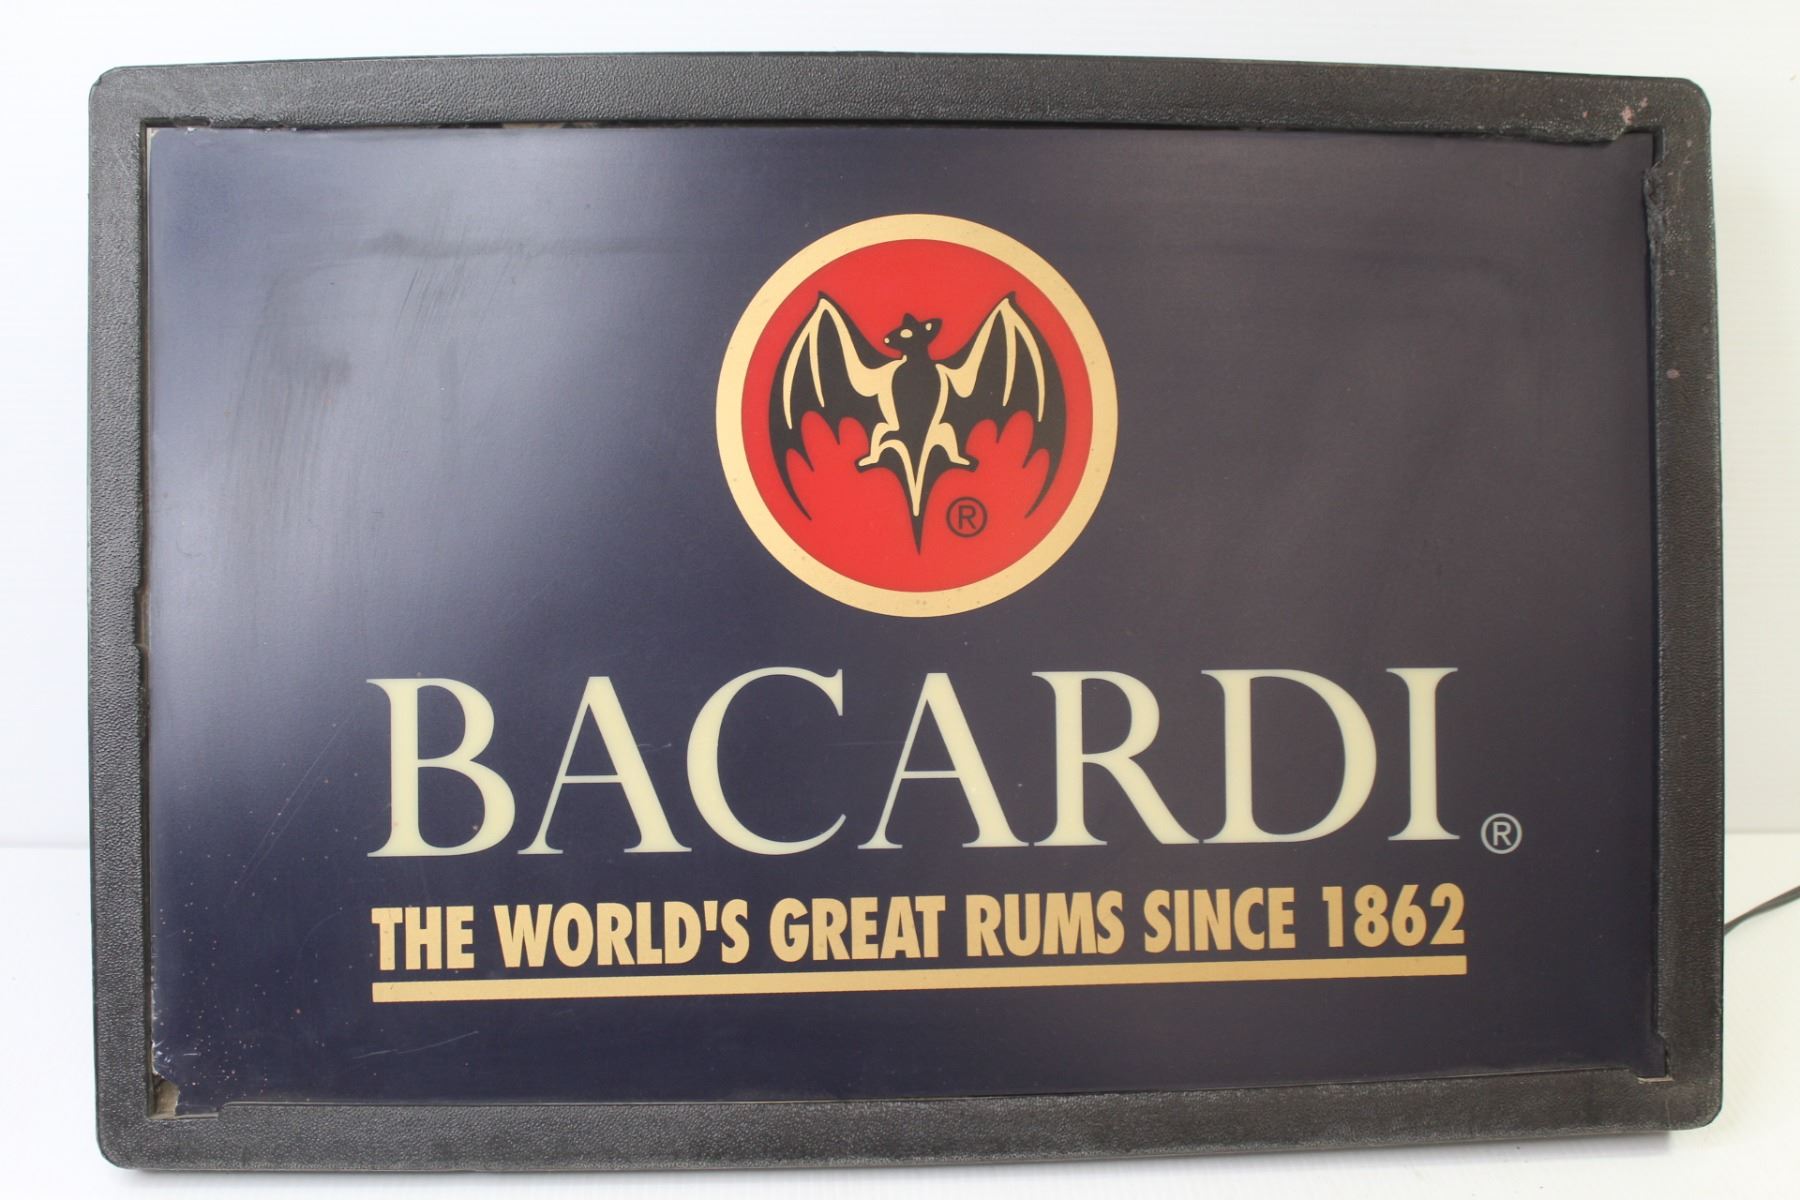 ®
BACARDI®
THE WORLD'S GREAT RUMS SINCE 1862